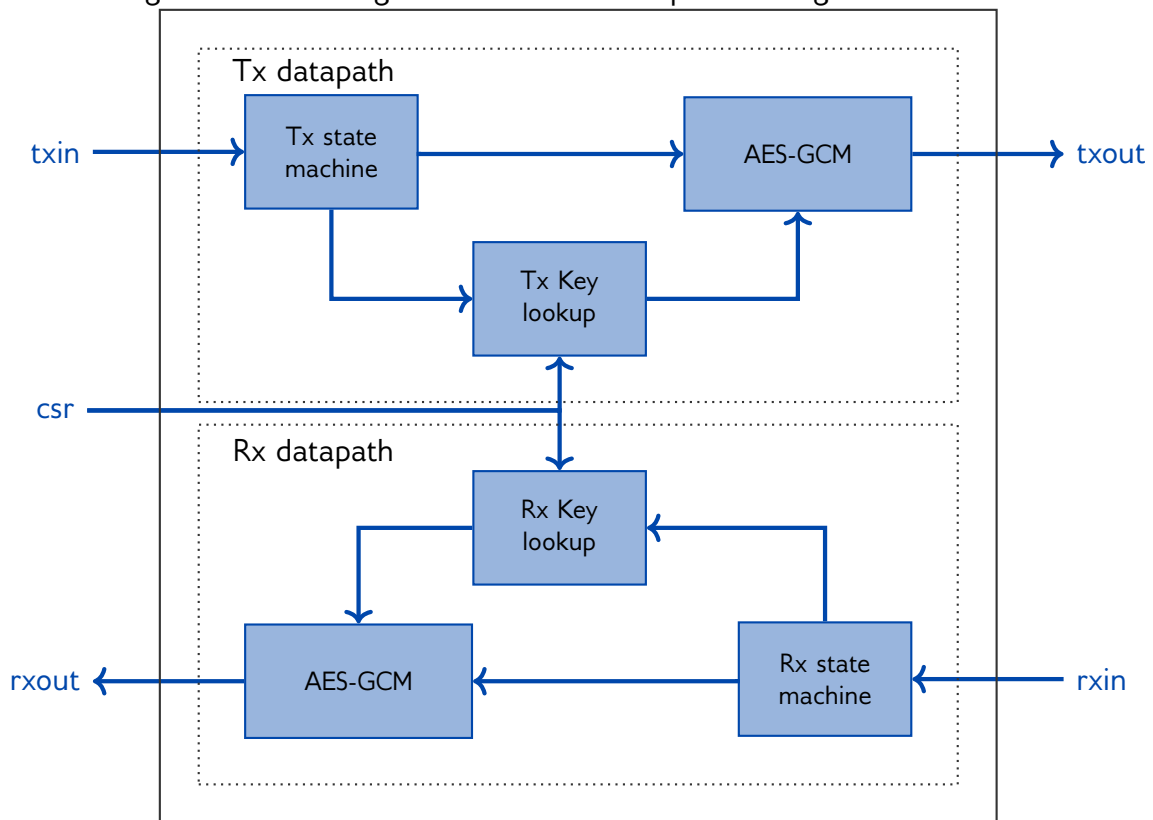 Tx datapath
Tx state
machine
AES-GCM
txin
txout
Tx Key
lookup
csr
Rx datapath
Rx Key
lookup
rxout
AES-GCM
Rx state
machine
rxin